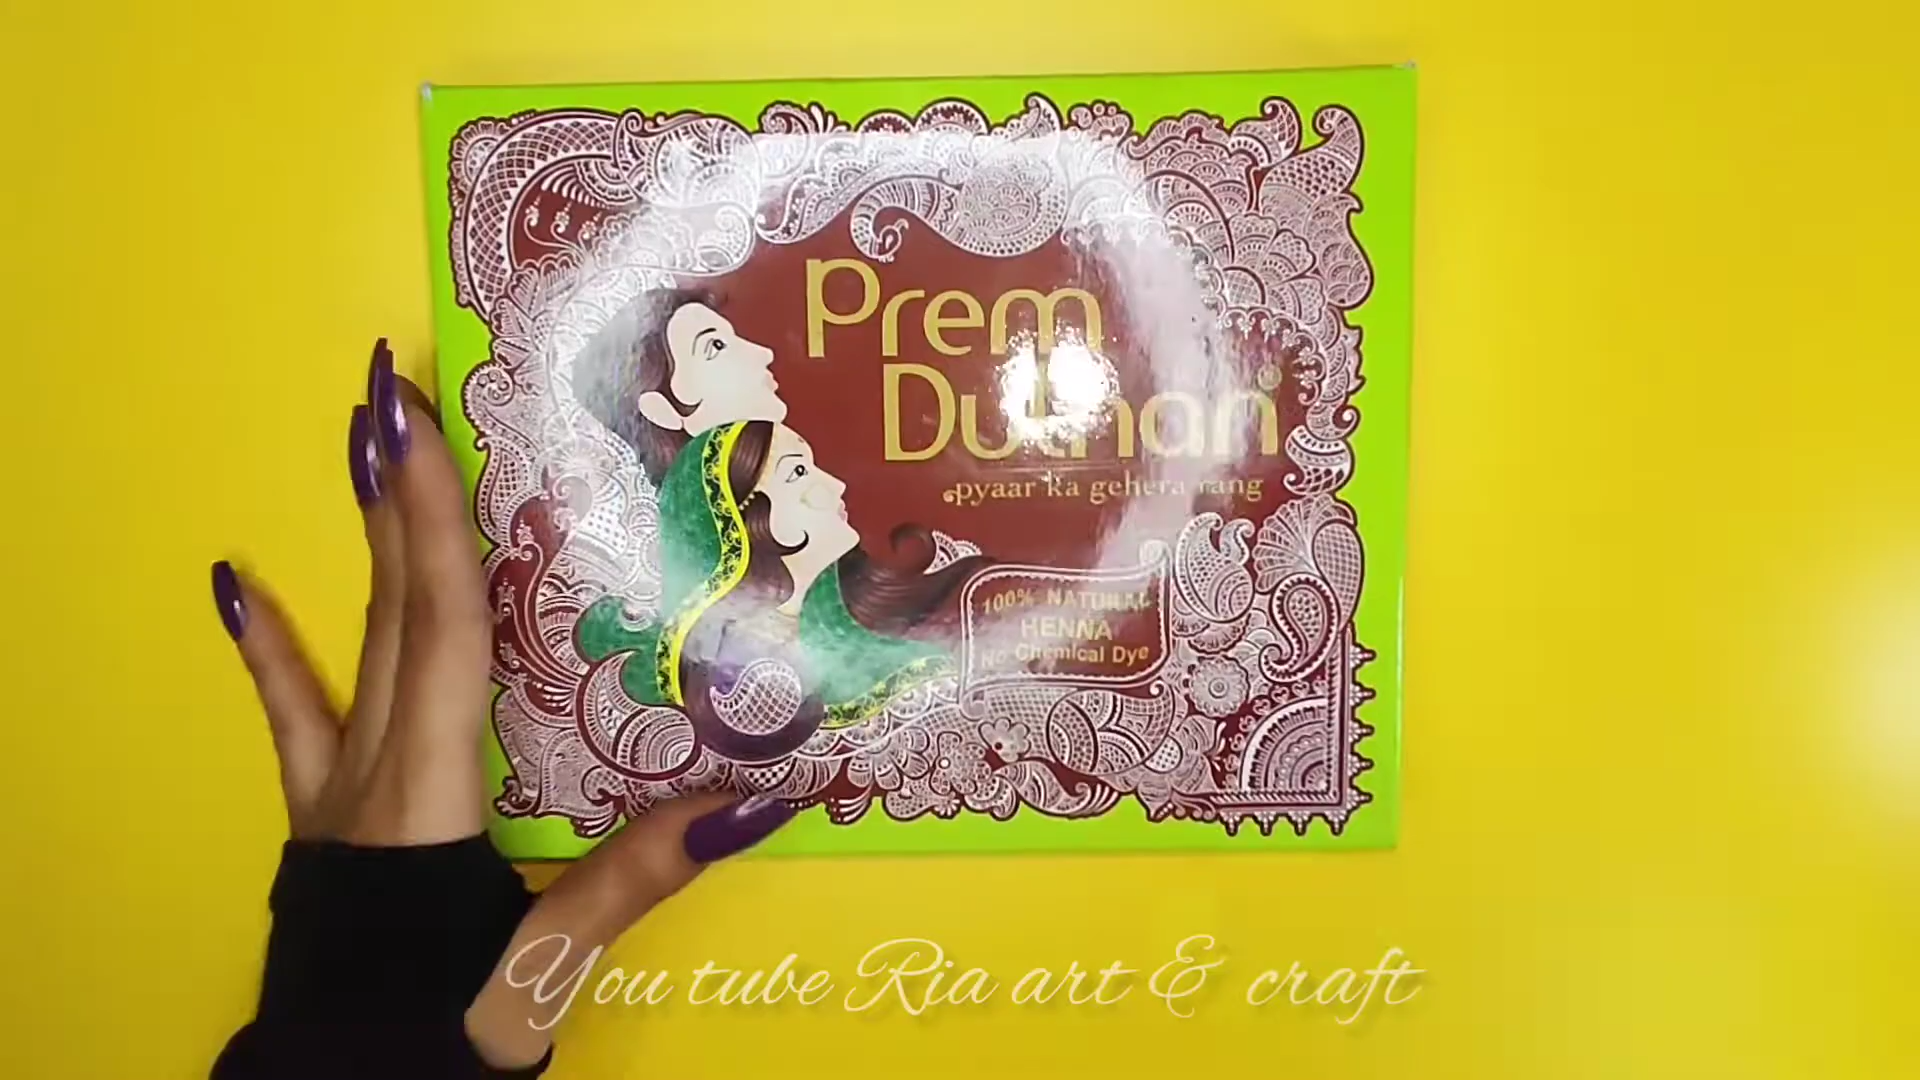 Prem
Dulhan®
pyaar ka gehera rang
100% NATURAL
HENNA
No Chemical Dye
You tube Ria art & craft